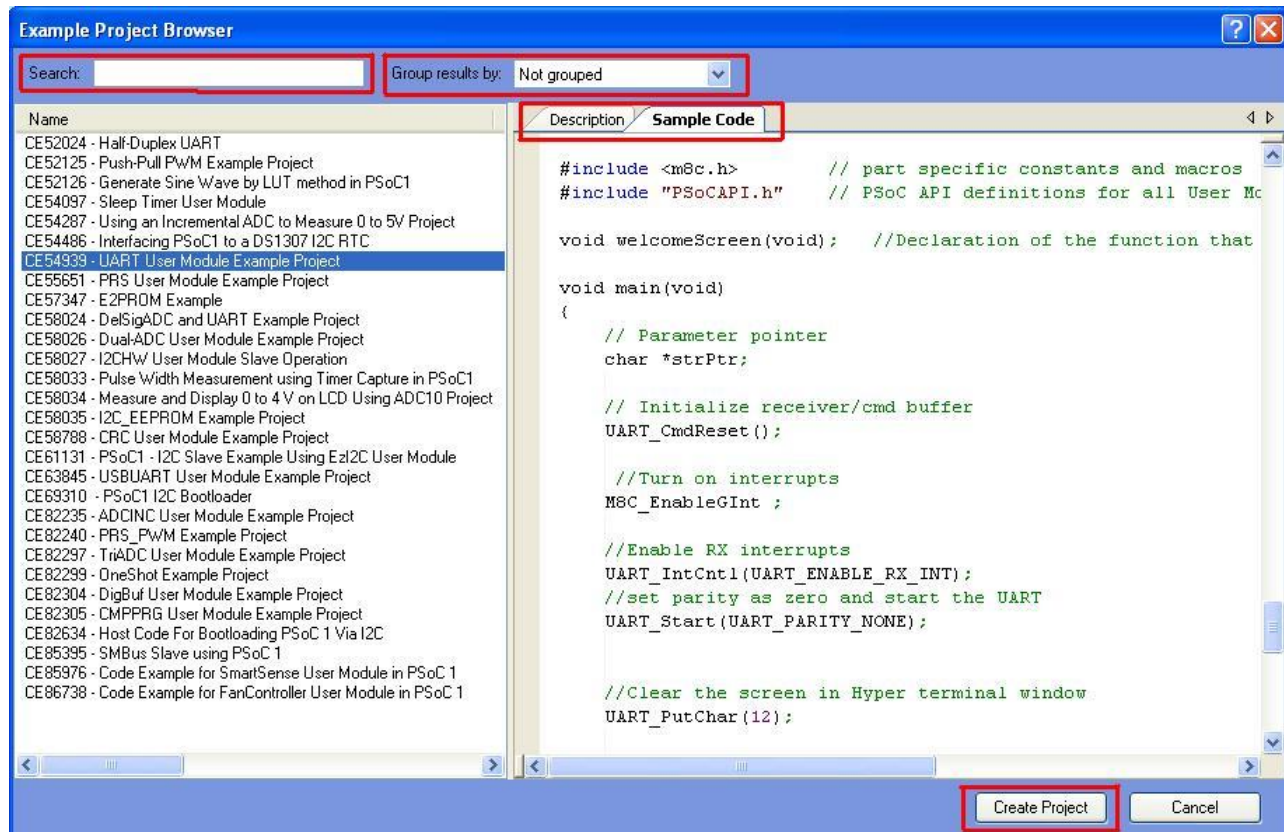 Example Project Browser
Search:
Group results by: Not grouped
Name
CE52024 - Half-Duplex UART
CE52125 - Push-Pull PWM Example Project
CE52126 - Generate Sine Wave by LUT method in PSoC1
CE54097 - Sleep Timer User Module
CE54287 - Using an Incremental ADC to Measure 0 to 5V Project
CE54486 - Interfacing PSoC1 to a DS1307 I2C RTC
CE54939 - UART User Module Example Project
CE55651 - PRS User Module Example Project
CE57347 - E2PROM Example
CE58024 - DelSigADC and UART Example Project
CE58026 - Dual-ADC User Module Example Project
CE58027 - I2CHW User Module Slave Operation
CE58033 - Pulse Width Measurement using Timer Capture in PSoC1
CE58034 - Measure and Display 0 to 4 V on LCD Using ADC10 Project
CE58035 - I2C_EEPROM Example Project
CE58788 - CRC User Module Example Project
CE61131 - PSoC1 - I2C Slave Example Using EzI2C User Module
CE63845 - USBUART User Module Example Project
CE69310 - PSoC1 I2C Bootloader
CE82235 - ADCINC User Module Example Project
CE82240 - PRS_PWM Example Project
CE82297 - TriADC User Module Example Project
CE82299 - OneShot Example Project
CE82304 - DigBuf User Module Example Project
CE82305 - CMPPRG User Module Example Project
CE82634 - Host Code For Bootloading PSoC 1 Via I2C
CE85395 - SMBus Slave using PSoC 1
CE85976 - Code Example for SmartSense User Module in PSoC 1
CE86738 - Code Example for FanController User Module in PSoC 1
Description Sample Code
#include <m8c.h> // part specific constants and macros
#include "PSoCAPI.h" // PSoC API definitions for all User Mo
void welcomeScreen(void); //Declaration of the function that
void main(void)
{
// Parameter pointer
char *strPtr;
// Initialize receiver/cmd buffer
UART_CmdReset();
//Turn on interrupts
M8C_EnableGInt ;
//Enable RX interrupts
UART_IntCntl(UART_ENABLE_RX_INT);
//set parity as zero and start the UART
UART_Start(UART_PARITY_NONE);
//Clear the screen in Hyper terminal window
UART_PutChar(12);
Create Project
Cancel